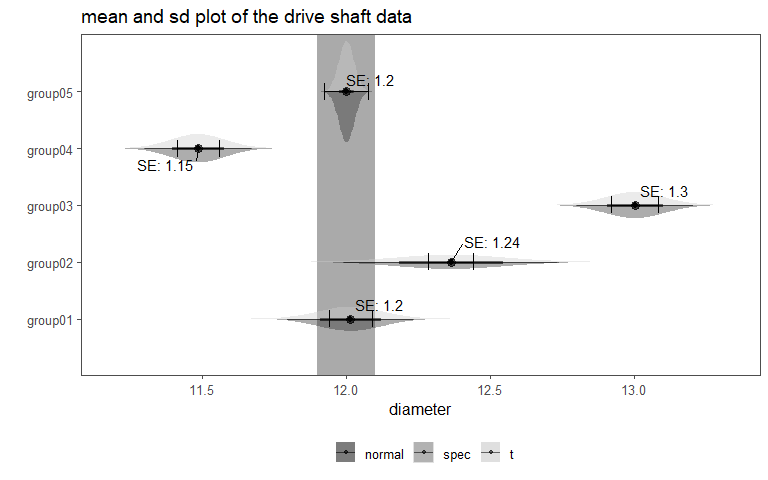 mean and sd plot of the drive shaft data
group05
SE: 1.2
group04
SE: 1.15
group03
SE: 1.3
group02
SE: 1.24
group01
SE: 1.2
11.5 12.0 12.5 13.0
diameter
normal spec t